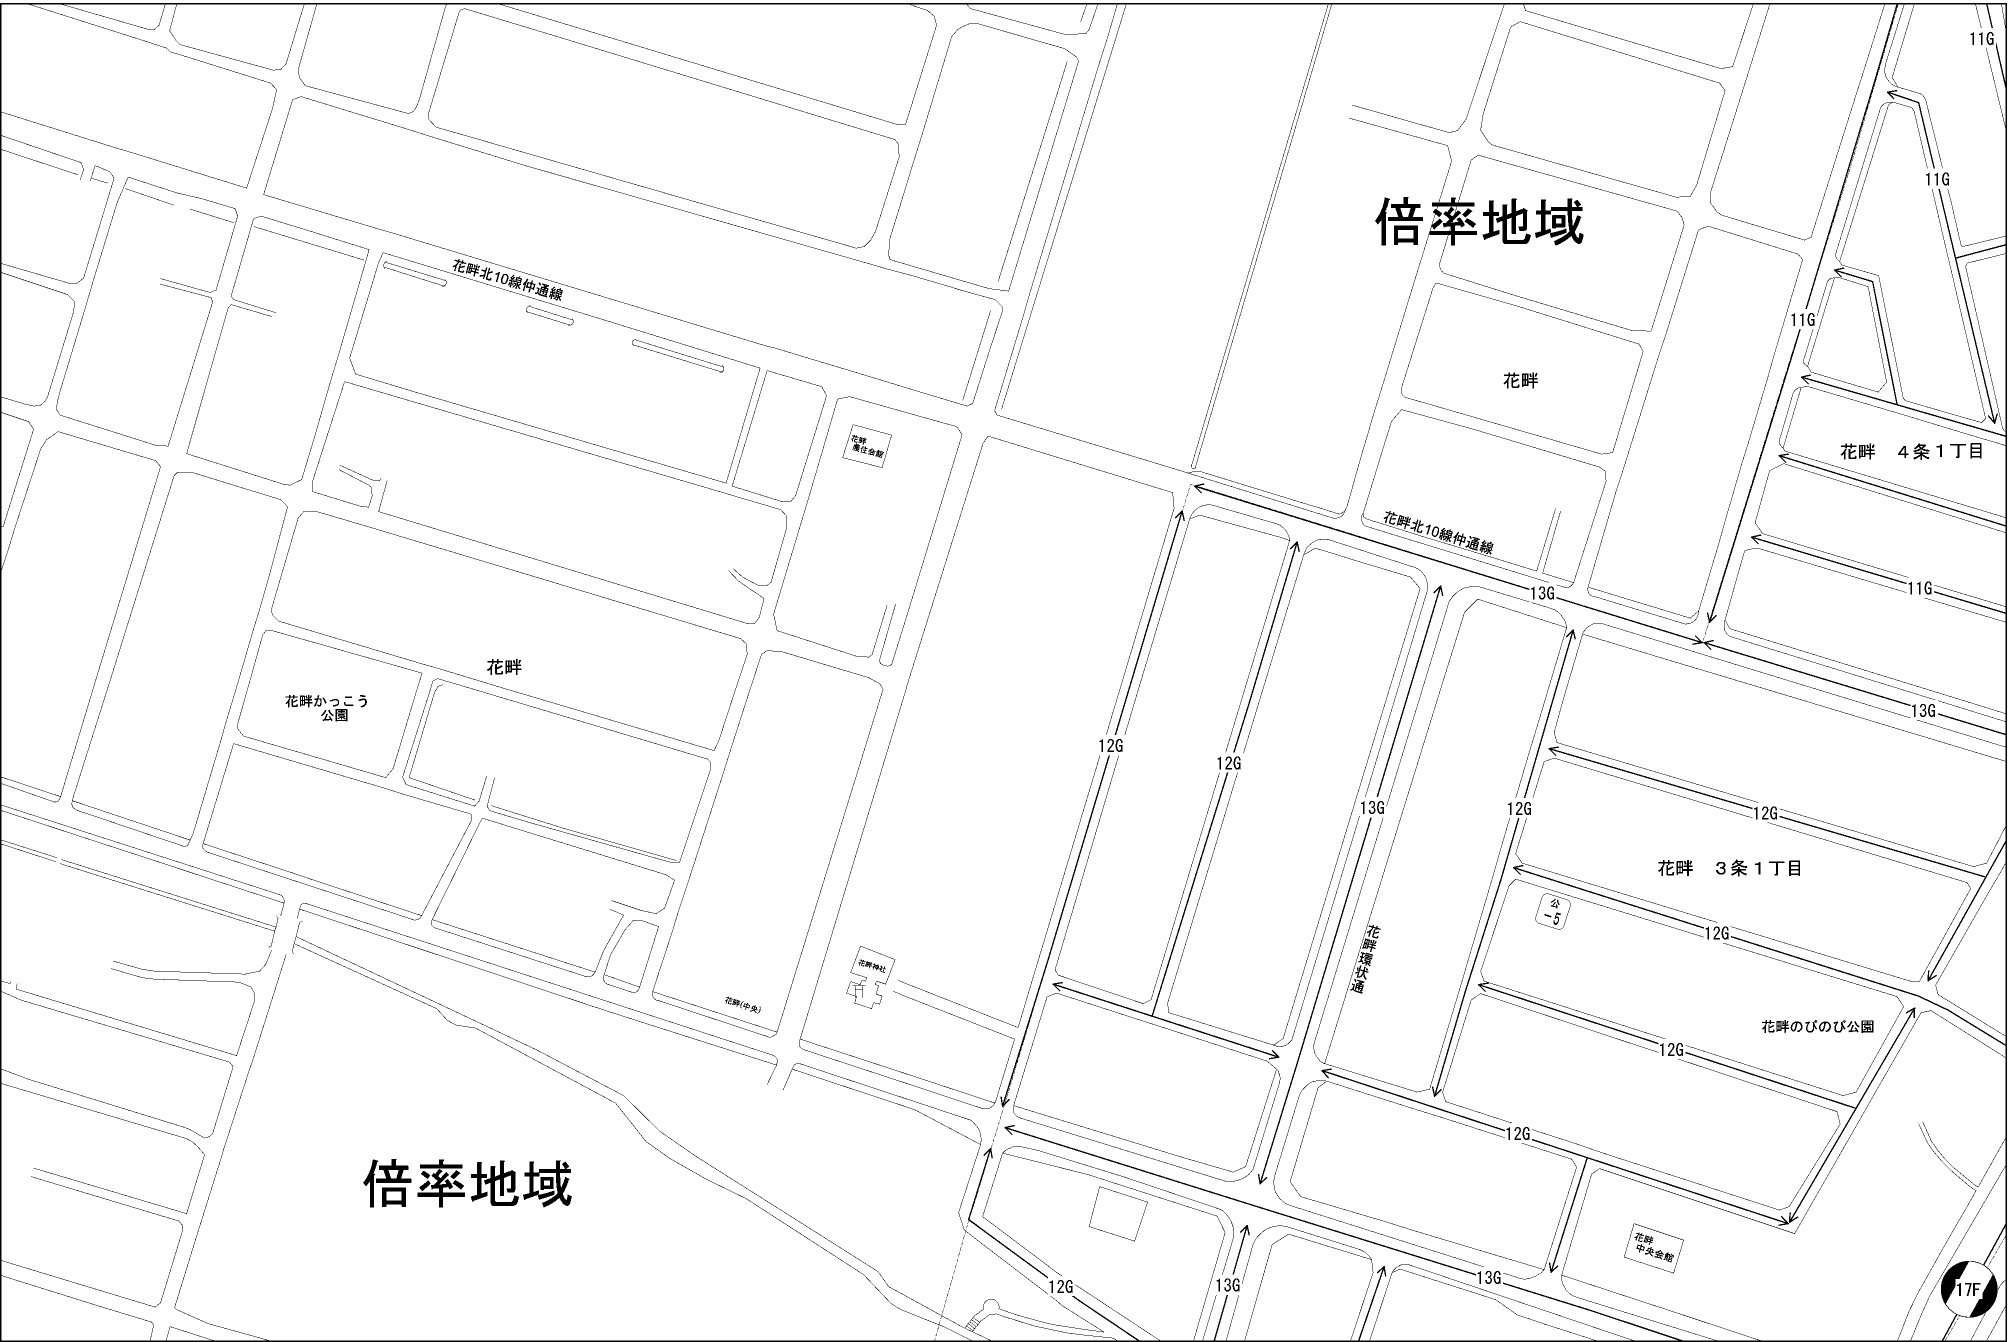 11G
11G
倍率地域
花畔北10線仲通線
11G
花畔
花畔
農住会館
花畔　4条1丁目
花畔北10線仲通線
11G
13G
花畔
花畔かっこう
公園
13G
12G
12G
13G
12G
12G
花畔　3条1丁目
公
-5
12G
花畔環状通
花畔神社
花畔(中央)
花畔のびのび公園
12G
12G
倍率地域
花畔
中央会館
12G
13G
13G
17F